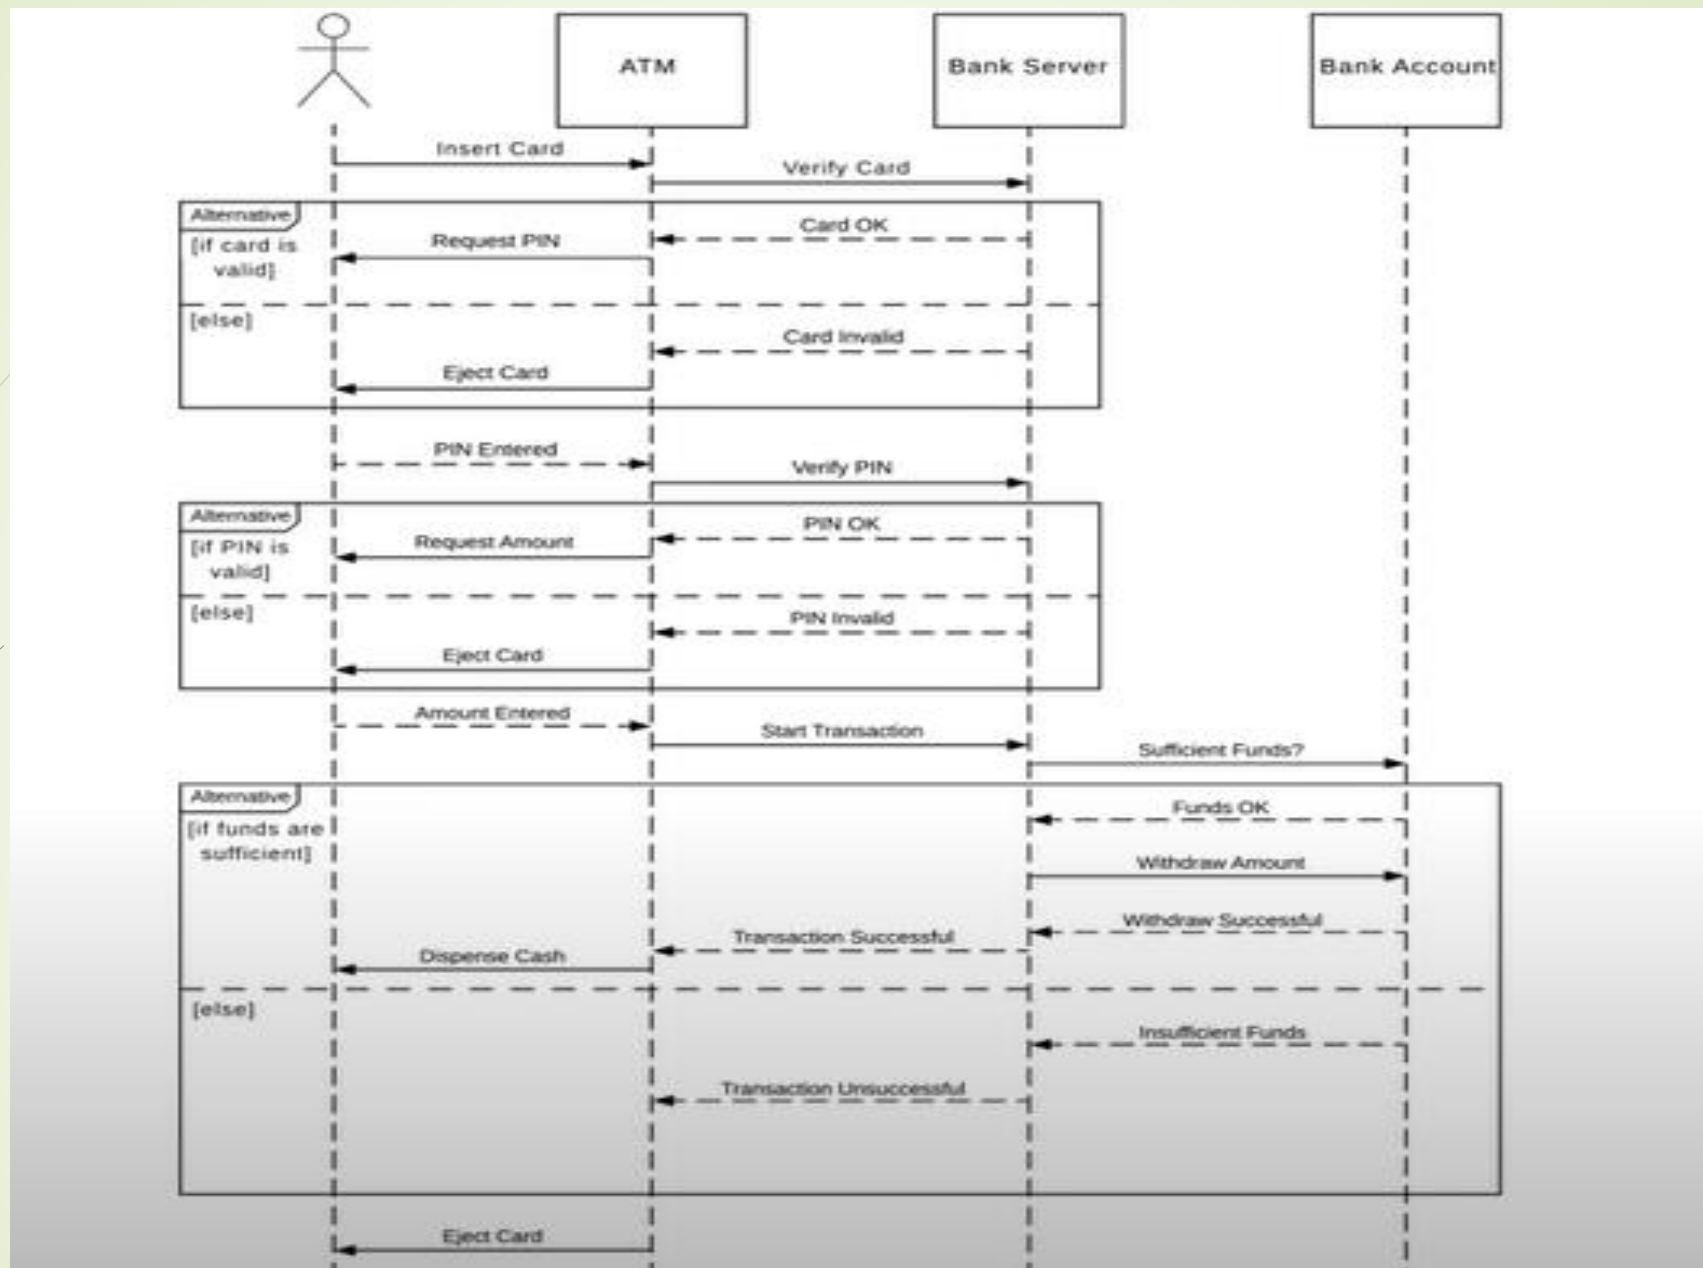 ATM
Bank Server
Bank Account
Insert Card
Verify Card
Alternative
Card OK
[if card is
valid]
Request PIN
[else]
Card Invalid
Eject Card
PIN Entered
Verify PIN
Alternative
PIN OK
[if PIN is
valid]
Request Amount
[else]
PIN Invalid
Eject Card
Amount Entered
Start Transaction
Sufficient Funds?
Alternative
Funds OK
[if funds are
sufficient]
Withdraw Amount
Withdraw Successful
Transaction Successful
Dispense Cash
[else]
Insufficient Funds
Transaction Unsuccessful
Eject Card